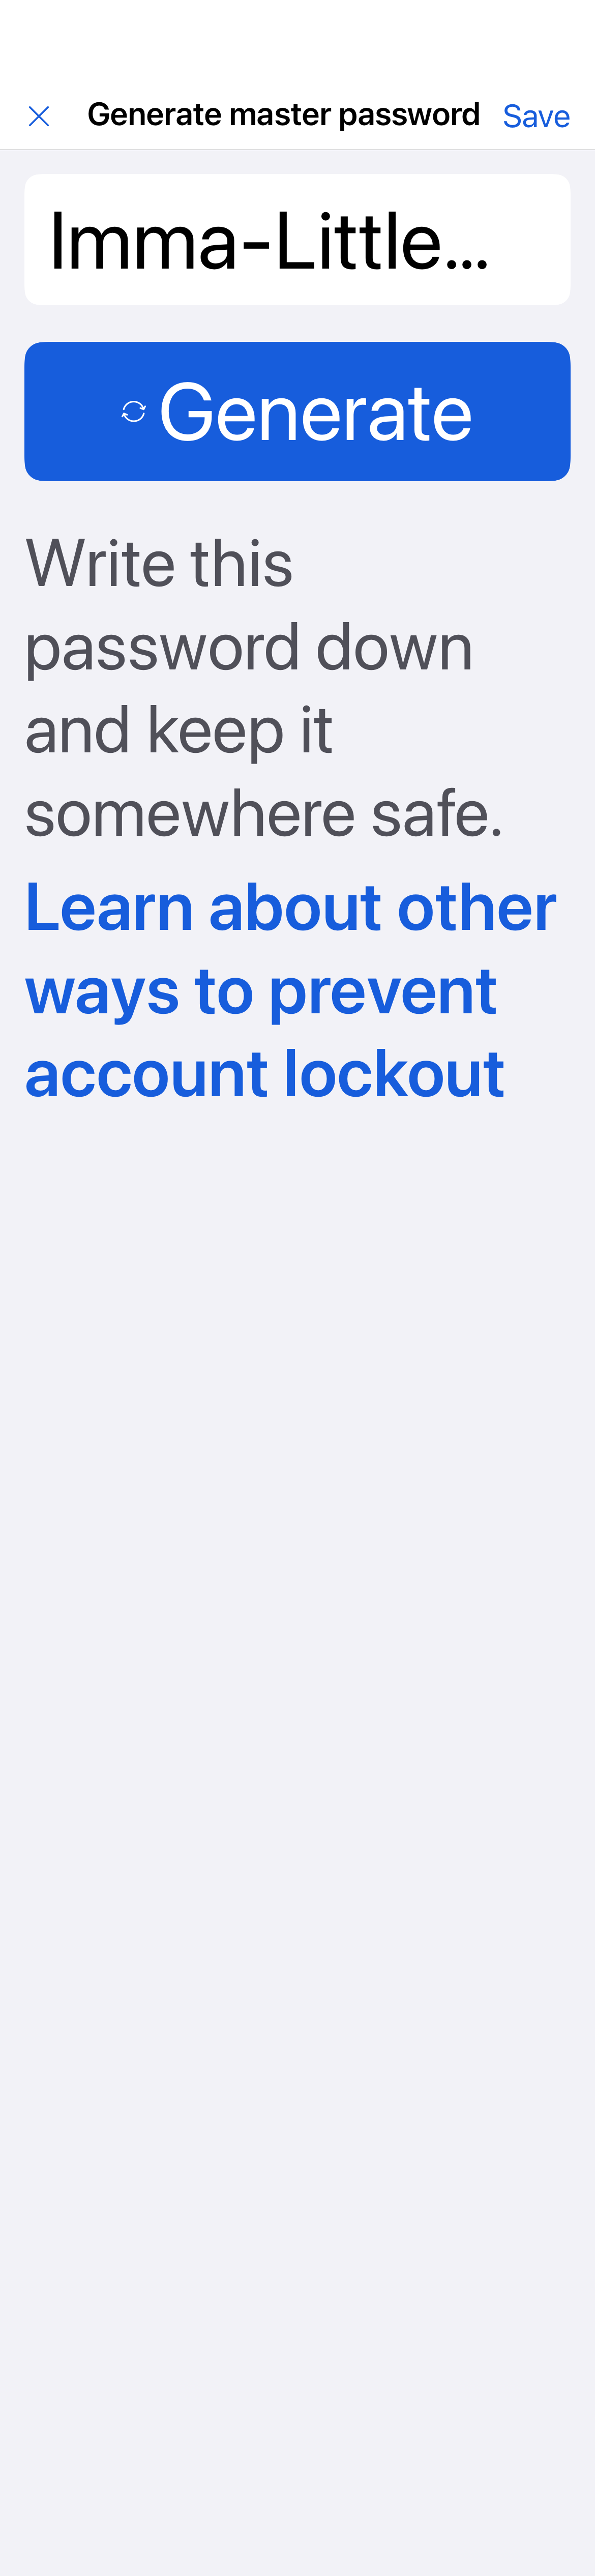 Generate master password Save
Imma-Little...
Generate
Write this
password down
and keep it
somewhere safe.
Learn about other
ways to prevent
account lockout